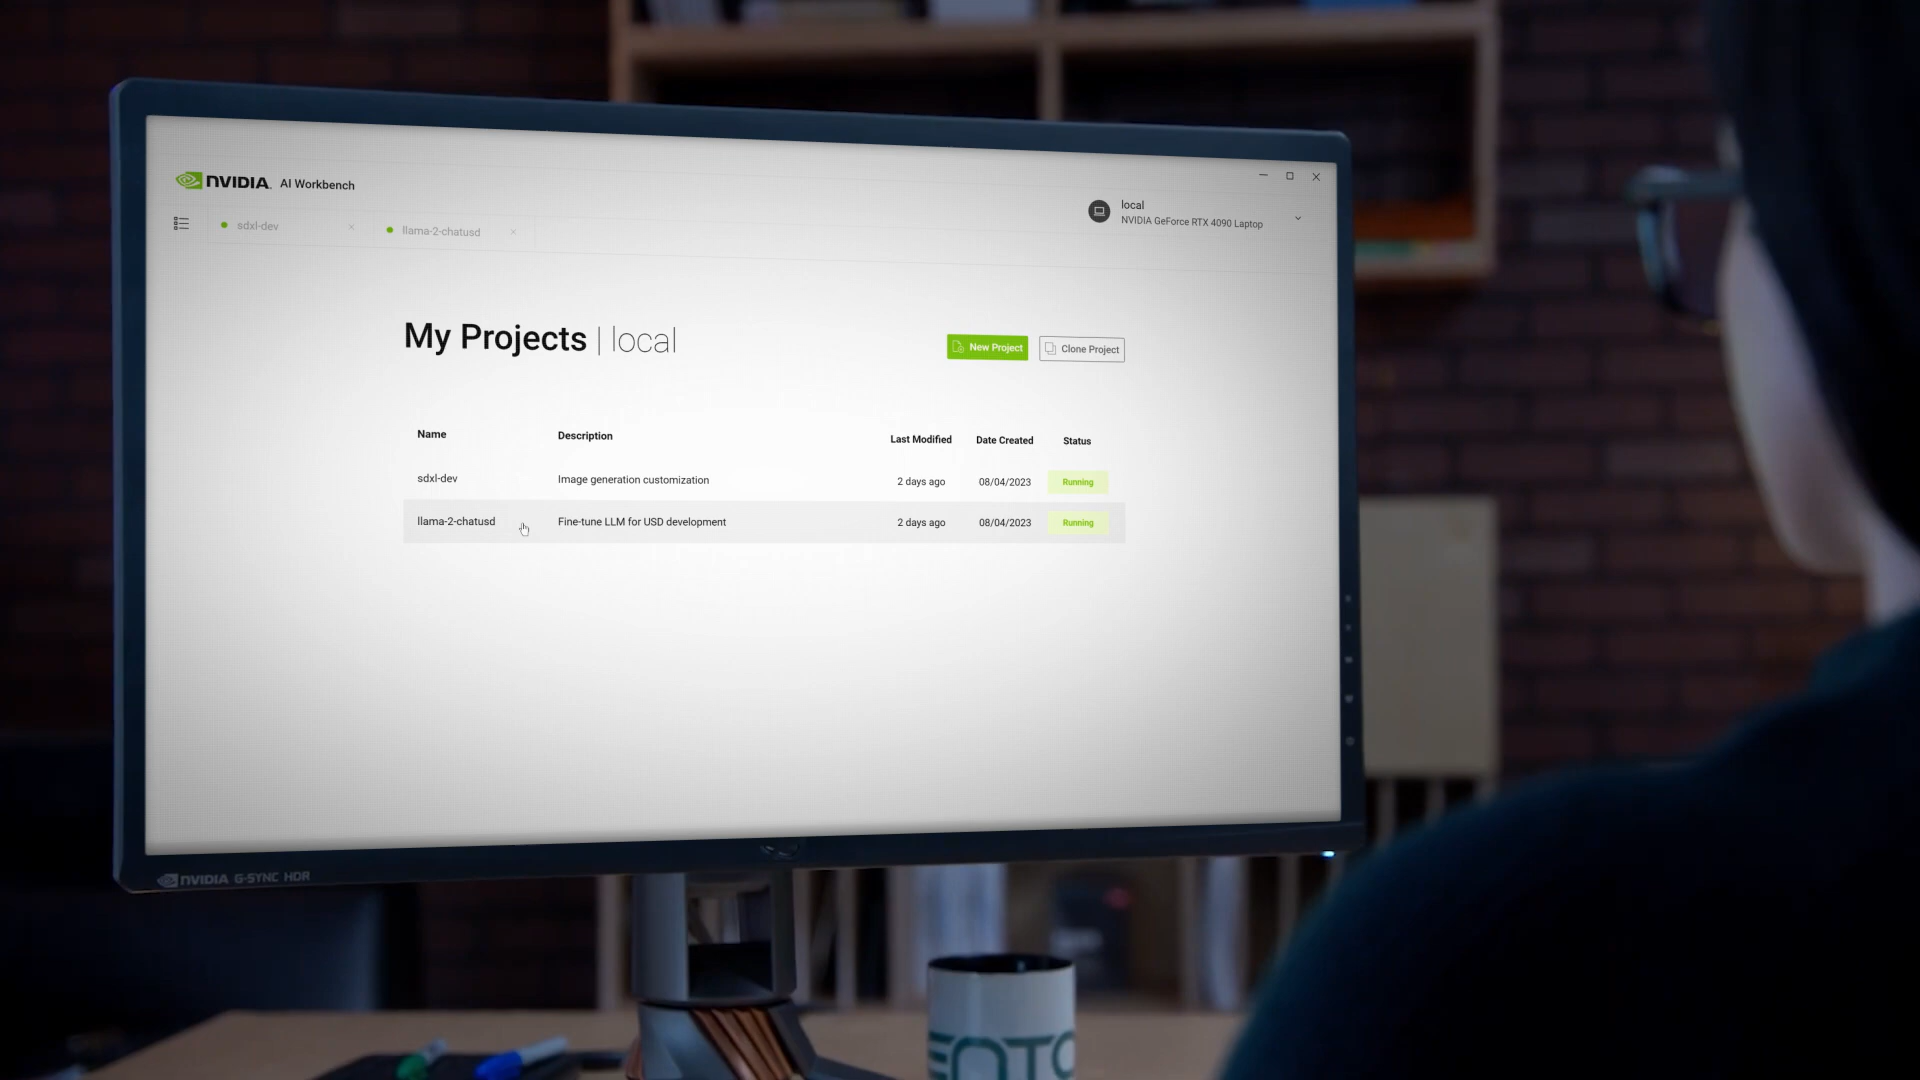 NVIDIA. AI Workbench
local
NVIDIA GeForce RTX 4090 Laptop
sdxl-dev
llama-2-chatusd
My Projects | local
New Project
Clone Project
Name Description Last Modified Date Created Status
sdxl-dev Image generation customization 2 days ago 08/04/2023 Running
llama-2-chatusd Fine-tune LLM for USD development 2 days ago 08/04/2023 Running
NVIDIA G-SYNC HDR